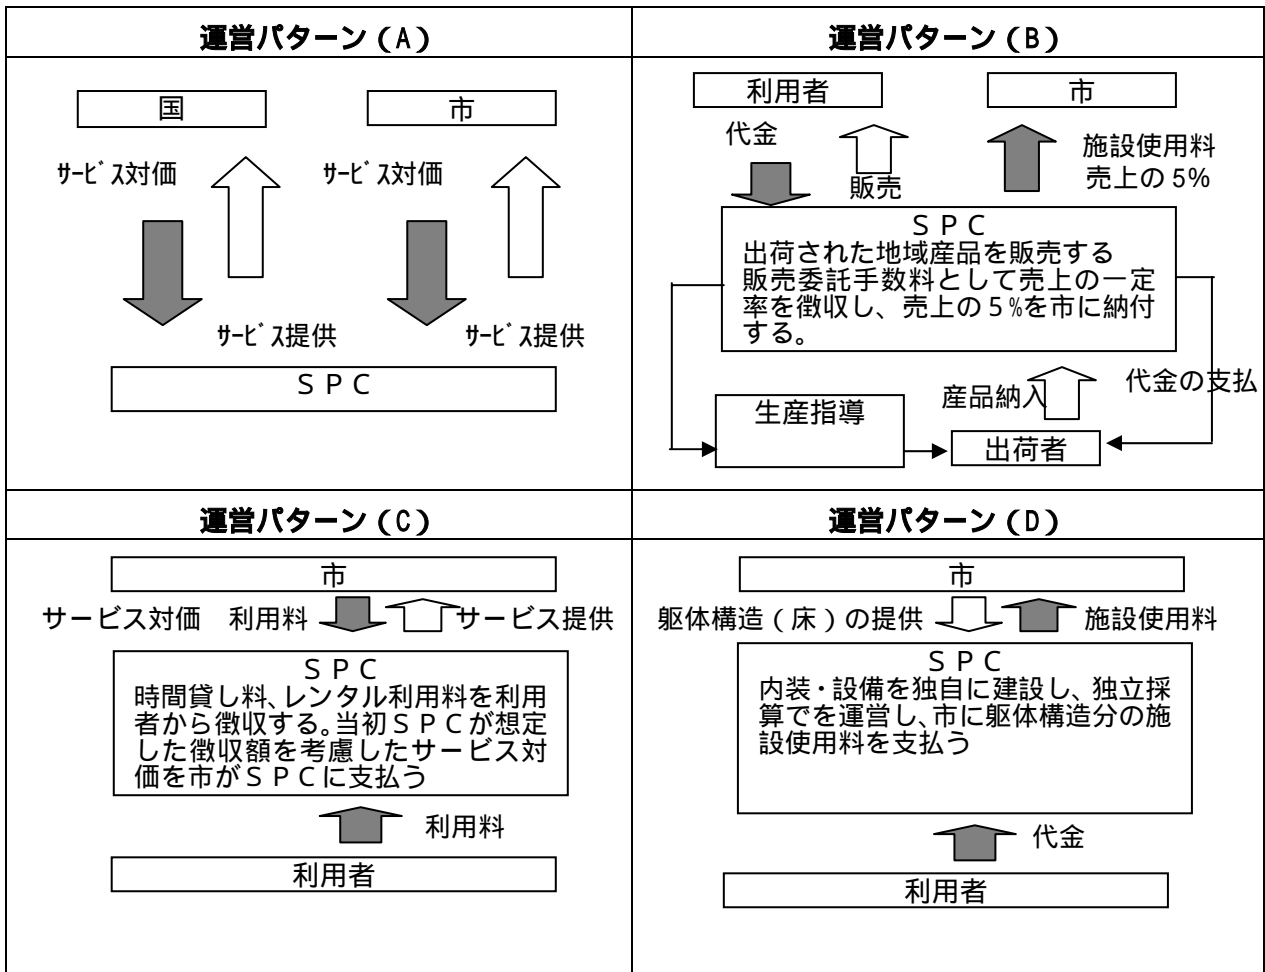 運営パターン(A)
国
市
ｻｰﾋﾞｽ対価
ｻｰﾋﾞｽ対価
ｻｰﾋﾞｽ提供
ｻｰﾋﾞｽ提供
ＳＰＣ
運営パターン(B)
利用者
市
代金
販売
施設使用料
売上の5%
ＳＰＣ
出荷された地域産品を販売する
販売委託手数料として売上の一定
率を徴収し、売上の5%を市に納付
する。
生産指導
産品納入
代金の支払
出荷者
運営パターン(C)
市
サービス対価 利用料
サービス提供
ＳＰＣ
時間貸し料、レンタル利用料を利用
者から徴収する。当初ＳＰＣが想定
した徴収額を考慮したサービス対
価を市がＳＰＣに支払う
利用料
利用者
運営パターン(D)
市
躯体構造(床)の提供
施設使用料
ＳＰＣ
内装・設備を独自に建設し、独立採
算でを運営し、市に躯体構造分の施
設使用料を支払う
代金
利用者